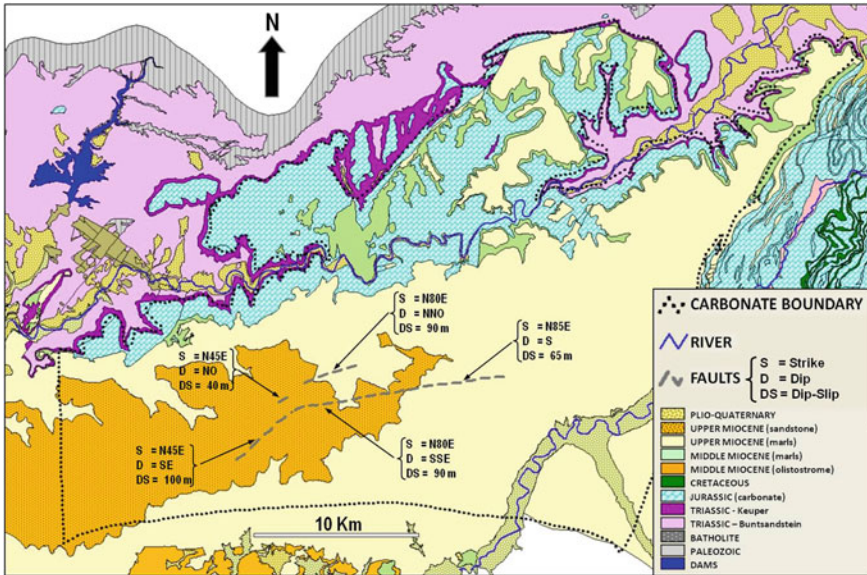 N
S = N80E
D = NNO
DS = 90 m
S = N85E
D = S
DS = 65 m
S = N45E
D = NO
DS = 40 m
S = N45E
D = SE
DS = 100 m
S = N80E
D = SSE
DS = 90 m
10 Km
CARBONATE BOUNDARY
RIVER
FAULTS
S = Strike
D = Dip
DS = Dip-Slip
PLIO-QUATERNARY
UPPER MIOCENE (sandstone)
UPPER MIOCENE (marls)
MIDDLE MIOCENE (marls)
MIDDLE MIOCENE (olistostrome)
CRETACEOUS
JURASSIC (carbonate)
TRIASSIC - Keuper
TRIASSIC – Buntsandstein
BATHOLITE
PALEOZOIC
DAMS